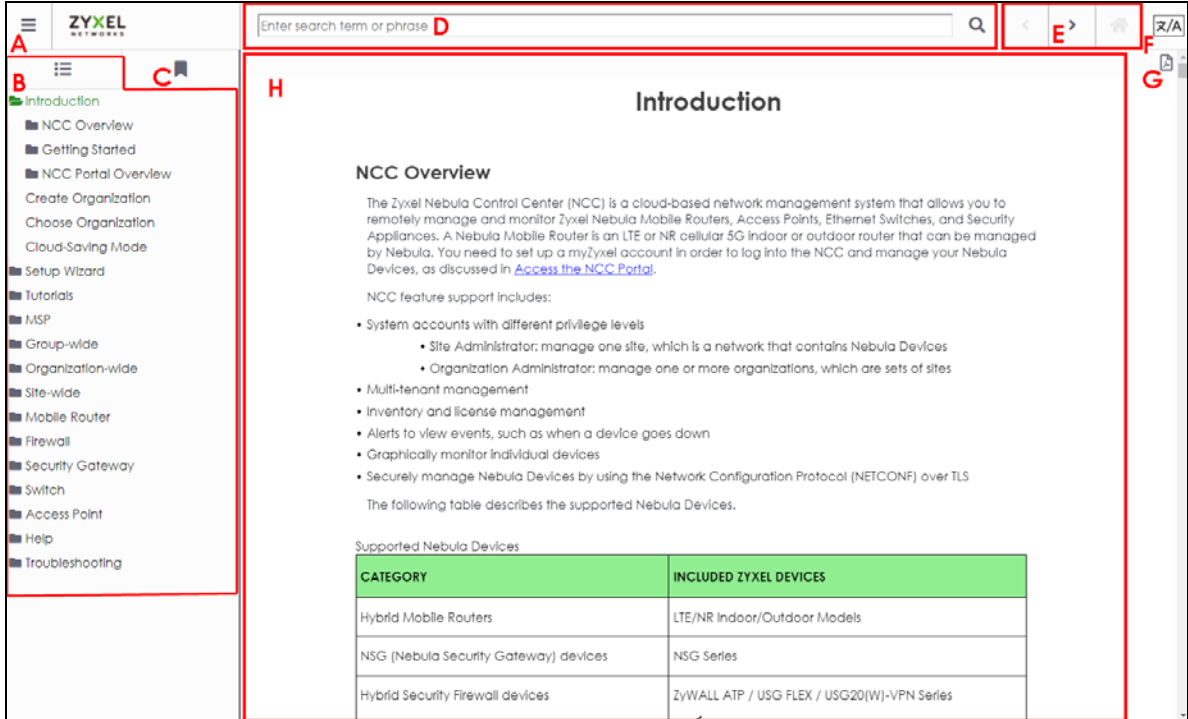 ZYXEL
NETWORKS
A
Enter search term or phrase
D
E
F
文/A
B
C
G
Introduction
NCC Overview
Getting Started
NCC Portal Overview
Create Organization
Choose Organization
Cloud-Saving Mode
Setup Wizard
Tutorials
MSP
Group-wide
Organization-wide
Site-wide
Mobile Router
Firewall
Security Gateway
Switch
Access Point
Help
Troubleshooting
H
Introduction
NCC Overview
The Zyxel Nebula Control Center (NCC) is a cloud-based network management system that allows you to
remotely manage and monitor Zyxel Nebula Mobile Routers, Access Points, Ethernet Switches, and Security
Appliances. A Nebula Mobile Router is an LTE or NR cellular 5G indoor or outdoor router that can be managed
by Nebula. You need to set up a myZyxel account in order to log into the NCC and manage your Nebula
Devices, as discussed in Access the NCC Portal.
NCC feature support includes:
• System accounts with different privilege levels
• Site Administrator: manage one site, which is a network that contains Nebula Devices
• Organization Administrator: manage one or more organizations, which are sets of sites
• Multi-tenant management
• Inventory and license management
• Alerts to view events, such as when a device goes down
• Graphically monitor individual devices
• Securely manage Nebula Devices by using the Network Configuration Protocol (NETCONF) over TLS
The following table describes the supported Nebula Devices.
Supported Nebula Devices
CATEGORY INCLUDED ZYXEL DEVICES
Hybrid Mobile Routers LTE/NR Indoor/Outdoor Models
NSG (Nebula Security Gateway) devices NSG Series
Hybrid Security Firewall devices ZyWALL ATP / USG FLEX / USG20(W)-VPN Series